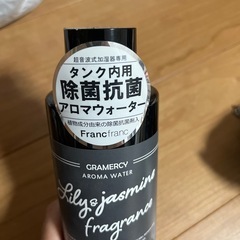 超音波式加湿器専用
タンク内用
除菌抗菌
アロマウォーター
植物成分由来の除菌抗菌剤入
Francfranc
GRAMERCY
AROMA WATER
Lily & jasmine
fragrance